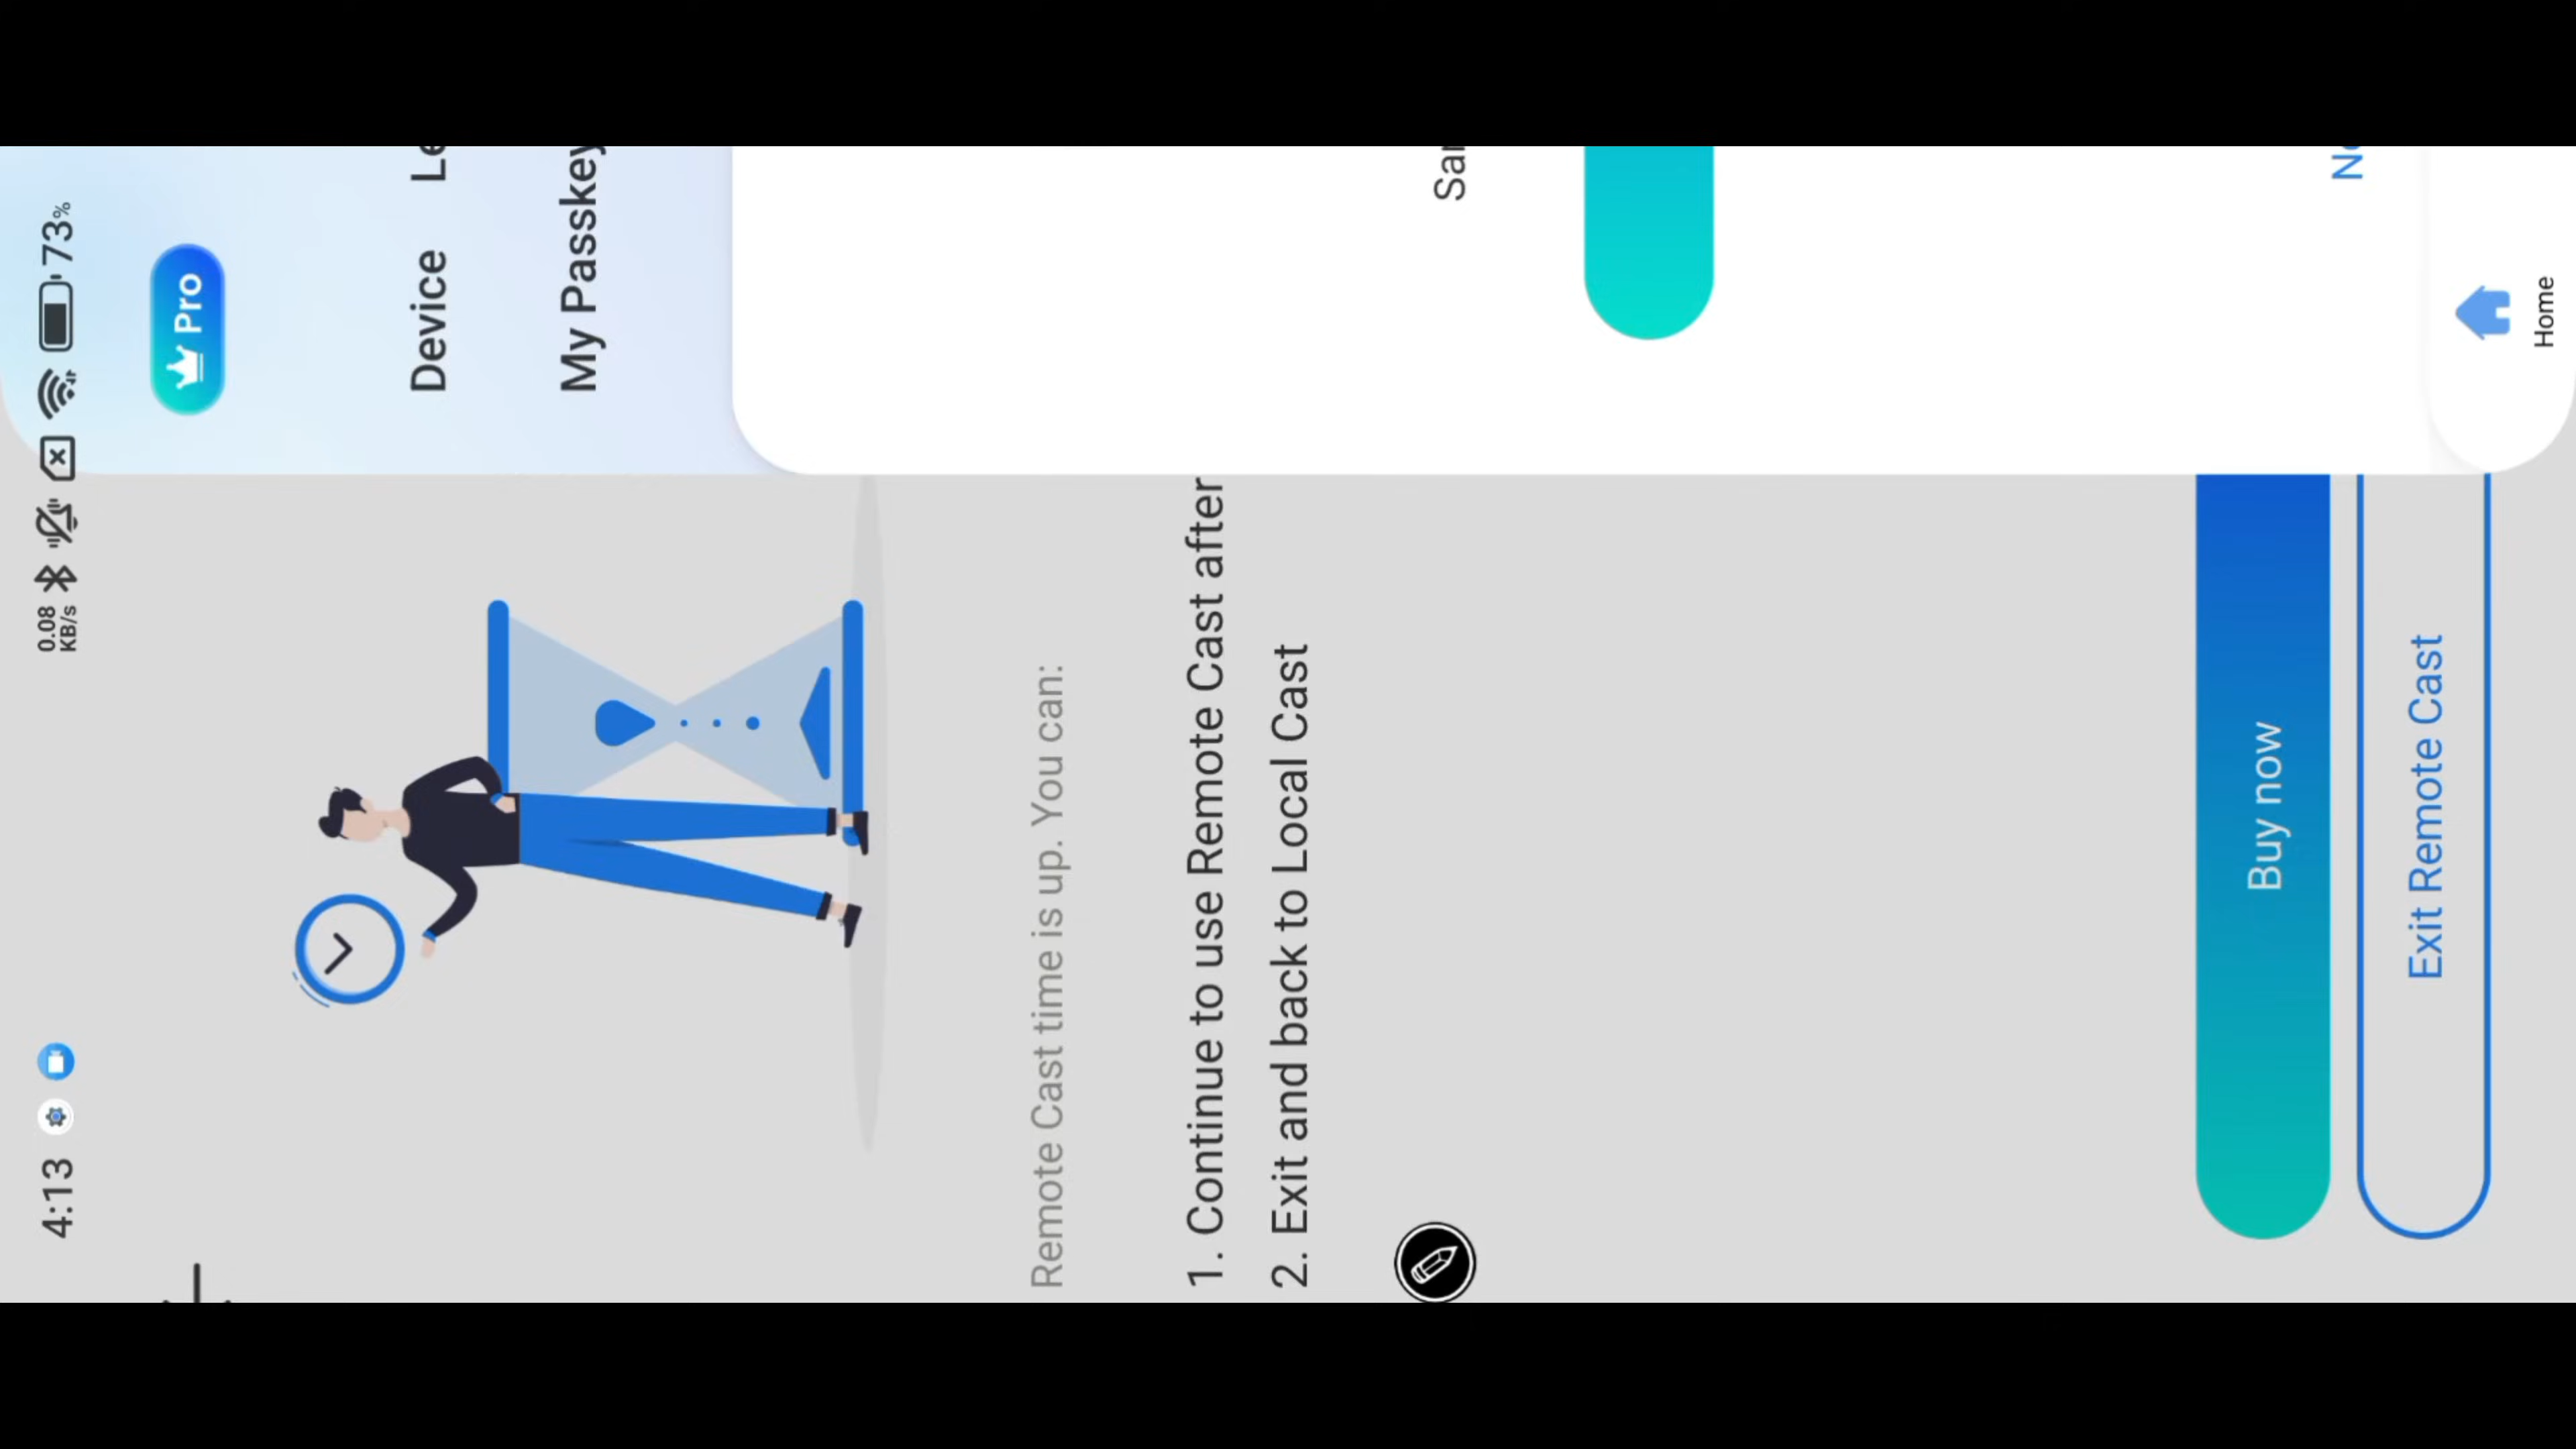 4:13
0.08
KB/s
73%
Pro
Device
My Passkey
Remote Cast time is up. You can:
1. Continue to use Remote Cast after
2. Exit and back to Local Cast
Buy now
Exit Remote Cast
Home